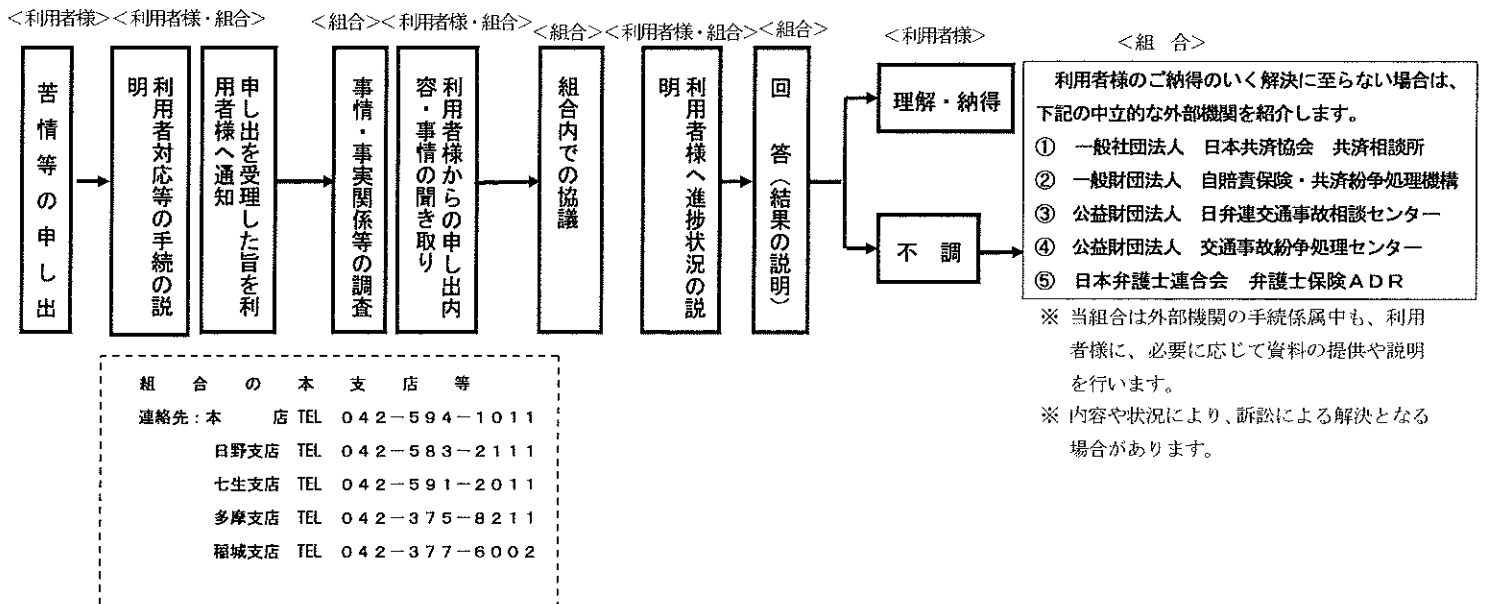 ＜利用者様＞
苦情等の申し出
＜利用者様・組合＞
利用者対応等の手続の説
明
申し出を受理した旨を利
用者様へ通知
＜組合＞
事情・事実関係等の調査
＜利用者様・組合＞
利用者様からの申し出内
容・事情の聞き取り
＜組合＞
組合内での協議
＜利用者様・組合＞
利用者様へ進捗状況の説
明
＜組合＞
回　　答（結果の説明）
＜利用者様＞
理解・納得
不　調
＜組　合＞
利用者様のご納得のいく解決に至らない場合は、
下記の中立的な外部機関を紹介します。
①　一般社団法人　日本共済協会　共済相談所
②　一般財団法人　自賠責保険・共済紛争処理機構
③　公益財団法人　日弁連交通事故相談センター
④　公益財団法人　交通事故紛争処理センター
⑤　日本弁護士連合会　弁護士保険ＡＤＲ
※ 当組合は外部機関の手続係属中も、利用
者様に、必要に応じて資料の提供や説明
を行います。
※ 内容や状況により、訴訟による解決となる
場合があります。
組　合　の　本　支　店　等
連絡先：本　　店 TEL ０４２－５９４－１０１１
日野支店 TEL ０４２－５８３－２１１１
七生支店 TEL ０４２－５９１－２０１１
多摩支店 TEL ０４２－３７５－８２１１
稲城支店 TEL ０４２－３７７－６００２